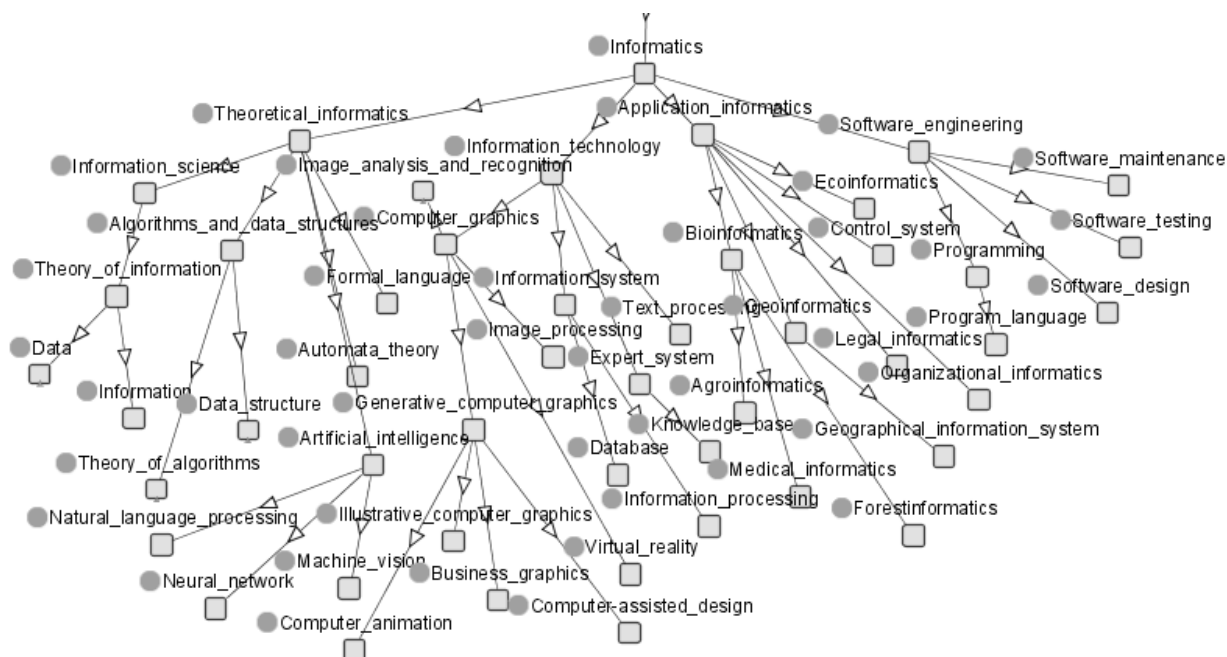 Informatics
Theoretical_informatics
Application_informatics
Software_engineering
Information_technology
Information_science
Image_analysis_and_recognition
Software_maintenance
Ecoinformatics
Algorithms_and_data_structures
Computer_graphics
Software_testing
Bioinformatics
Control_system
Programming
Theory_of_information
Formal_language
Information_system
Software_design
Text_processing
Geoinformatics
Program_language
Image_processing
Legal_informatics
Data
Automata_theory
Expert_system
Organizational_informatics
Agroinformatics
Information
Data_structure
Generative_computer_graphics
Knowledge_base
Geographical_information_system
Artificial_intelligence
Database
Theory_of_algorithms
Medical_informatics
Information_processing
Forestinformatics
Natural_language_processing
Illustrative_computer_graphics
Virtual_reality
Machine_vision
Neural_network
Business_graphics
Computer-assisted_design
Computer_animation